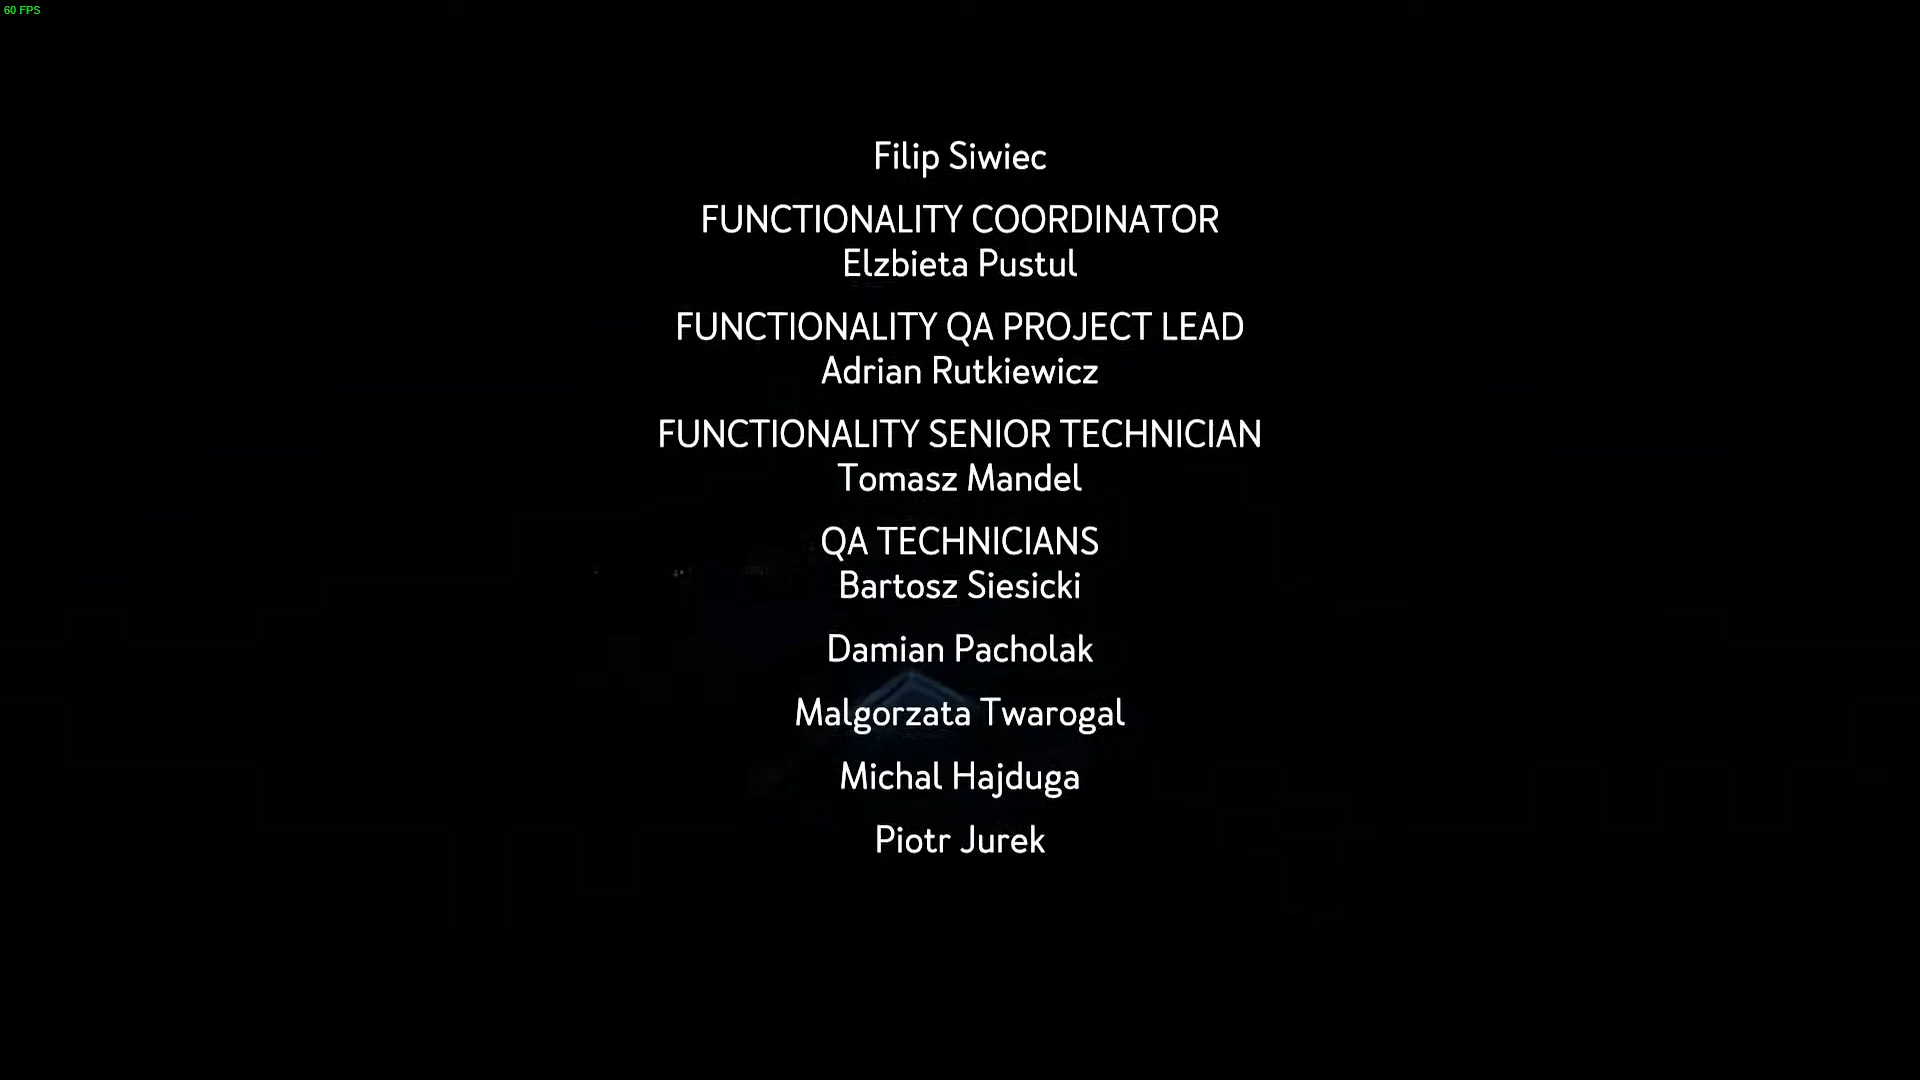 60 FPS
Filip Siwiec
FUNCTIONALITY COORDINATOR
Elzbieta Pustul
FUNCTIONALITY QA PROJECT LEAD
Adrian Rutkiewicz
FUNCTIONALITY SENIOR TECHNICIAN
Tomasz Mandel
QA TECHNICIANS
Bartosz Siesicki
Damian Pacholak
Malgorzata Twarogal
Michal Hajduga
Piotr Jurek